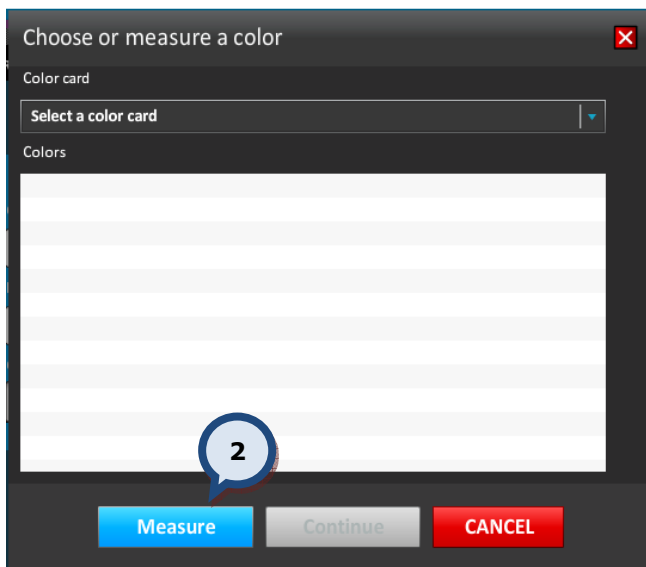 Choose or measure a color
Color card
Select a color card
Colors
2
Measure Continue CANCEL